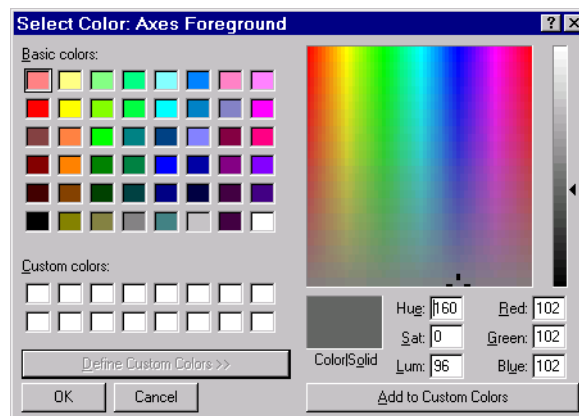 Select Color: Axes Foreground ? ×
Basic colors:
Custom colors:
Define Custom Colors >>
OK Cancel
Color|Solid
Hue: 160 Red: 102
Sat: 0 Green: 102
Lum: 96 Blue: 102
Add to Custom Colors